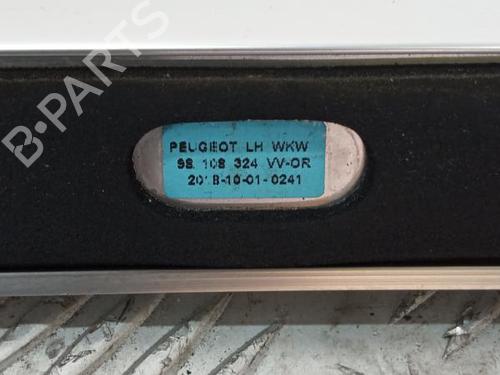 B-PARTS
PEUGEOT LH WKW
98 108 324 VV-OR
2018-10-01-0241